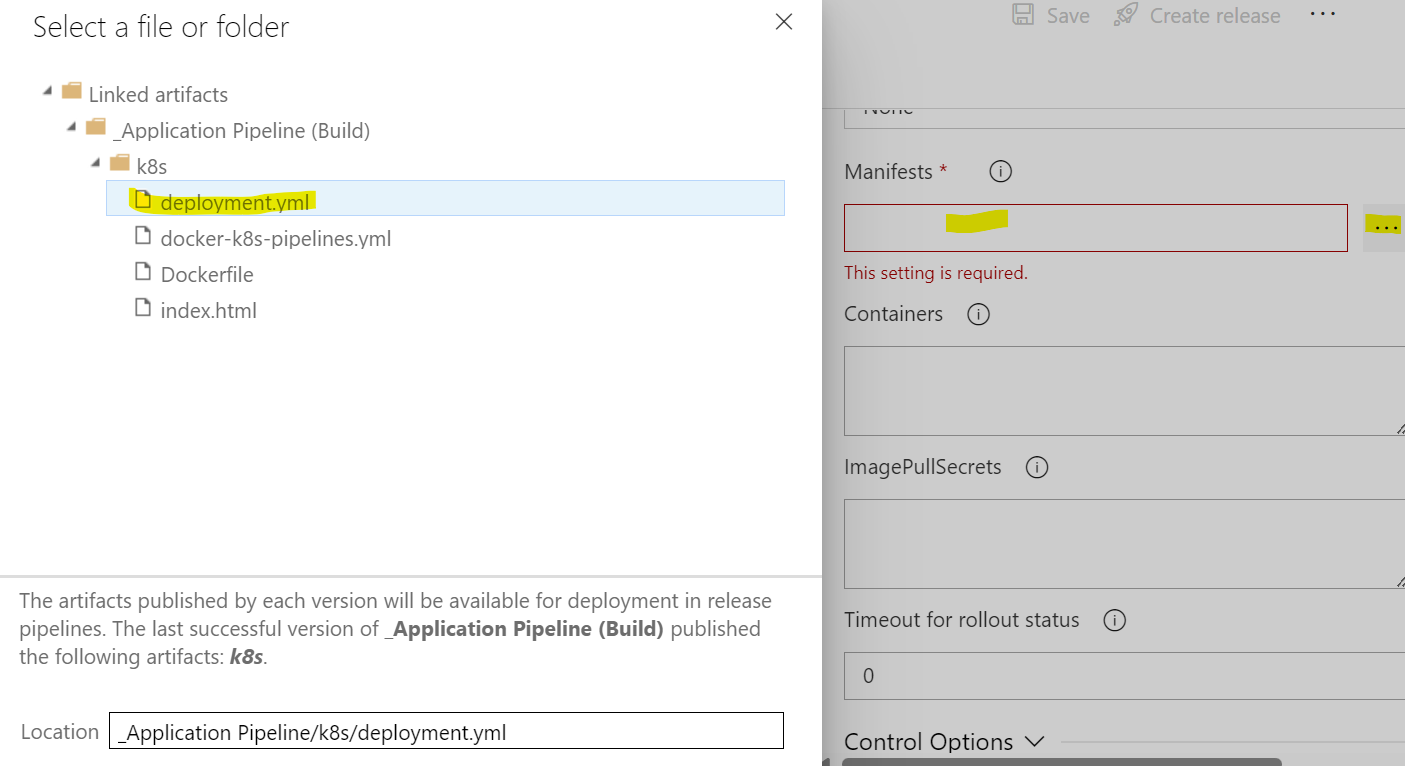 Select a file or folder
Linked artifacts
_Application Pipeline (Build)
k8s
deployment.yml
docker-k8s-pipelines.yml
Dockerfile
index.html
The artifacts published by each version will be available for deployment in release
pipelines. The last successful version of _Application Pipeline (Build) published
the following artifacts: k8s.
Location
_Application Pipeline/k8s/deployment.yml
Save
Create release
...
None
Manifests *
...
This setting is required.
Containers
ImagePullSecrets
Timeout for rollout status
0
Control Options